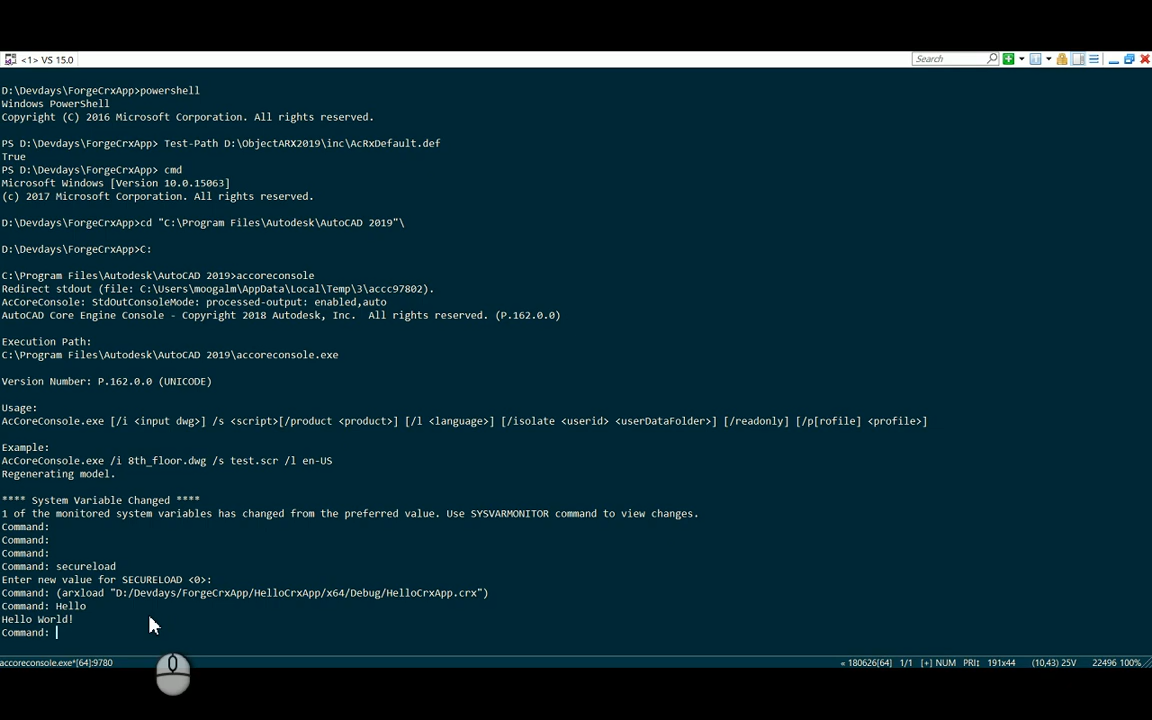 <1> VS 15.0
Search
D:\Devdays\ForgeCrxApp>powershell
Windows PowerShell
Copyright (C) 2016 Microsoft Corporation. All rights reserved.
PS D:\Devdays\ForgeCrxApp> Test-Path D:\ObjectARX2019\inc\AcRxDefault.def
True
PS D:\Devdays\ForgeCrxApp> cmd
Microsoft Windows [Version 10.0.15063]
(c) 2017 Microsoft Corporation. All rights reserved.
D:\Devdays\ForgeCrxApp>cd "C:\Program Files\Autodesk\AutoCAD 2019"\
D:\Devdays\ForgeCrxApp>C:
C:\Program Files\Autodesk\AutoCAD 2019>accoreconsole
Redirect stdout (file: C:\Users\moogalm\AppData\Local\Temp\3\accc97802).
AcCoreConsole: StdOutConsoleMode: processed-output: enabled,auto
AutoCAD Core Engine Console - Copyright 2018 Autodesk, Inc.  All rights reserved. (P.162.0.0)
Execution Path:
C:\Program Files\Autodesk\AutoCAD 2019\accoreconsole.exe
Version Number: P.162.0.0 (UNICODE)
Usage:
AcCoreConsole.exe [/i <input dwg>] /s <script>[/product <product>] [/l <language>] [/isolate <userid> <userDataFolder>] [/readonly] [/p[rofile] <profile>]
Example:
AcCoreConsole.exe /i 8th_floor.dwg /s test.scr /l en-US
Regenerating model.
**** System Variable Changed ****
1 of the monitored system variables has changed from the preferred value. Use SYSVARMONITOR command to view changes.
Command:
Command:
Command:
Command: secureload
Enter new value for SECURELOAD <0>:
Command: (arxload "D:/Devdays/ForgeCrxApp/HelloCrxApp/x64/Debug/HelloCrxApp.crx")
Command: Hello
Hello World!
Command:
accoreconsole.exe*[64]:9780
« 180626[64] 1/1 [+] NUM PRI: 191x44 (10,43) 25V 22496 100%